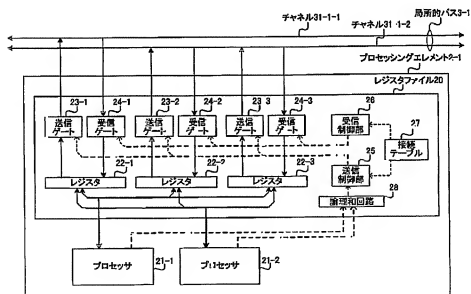 チャネル31-1-1
局所的バス3-1
チャネル31-1-2
プロセッシングエレメント2-1
レジスタファイル20
23-1
24-1
23-2
24-2
23-3
24-3
送信ゲート
受信ゲート
送信ゲート
受信ゲート
送信ゲート
受信ゲート
26
受信制御部
27
接続テーブル
25
送信制御部
22-1
22-2
22-3
レジスタ
レジスタ
レジスタ
28
論理和回路
プロセッサ
21-1
プロセッサ
21-2